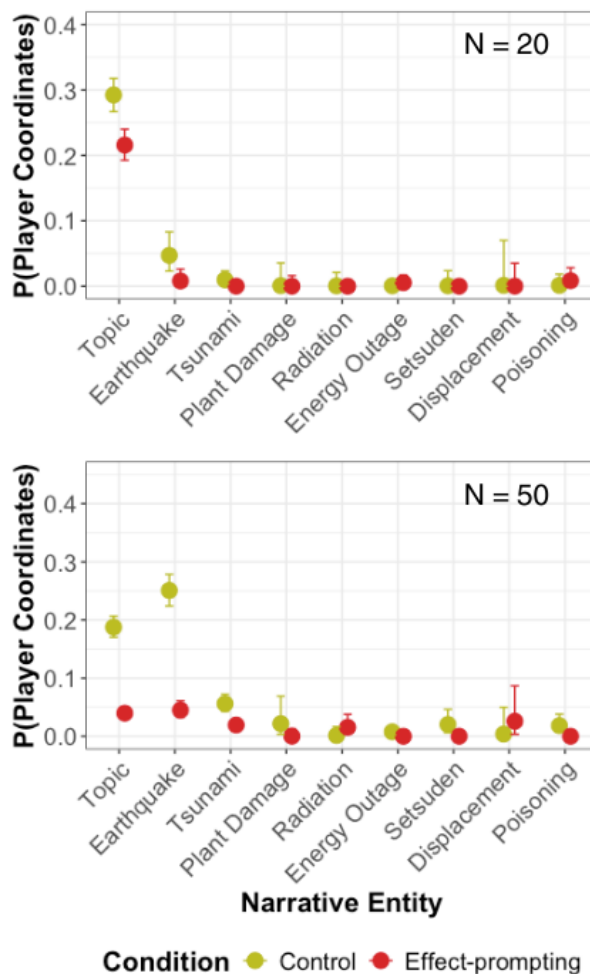 P(Player Coordinates)
0.4
0.3
0.2
0.1
0.0
N = 20
Topic
Earthquake
Tsunami
Plant Damage
Radiation
Energy Outage
Setsuden
Displacement
Poisoning
P(Player Coordinates)
0.4
0.3
0.2
0.1
0.0
N = 50
Topic
Earthquake
Tsunami
Plant Damage
Radiation
Energy Outage
Setsuden
Displacement
Poisoning
Narrative Entity
Condition Control Effect-prompting